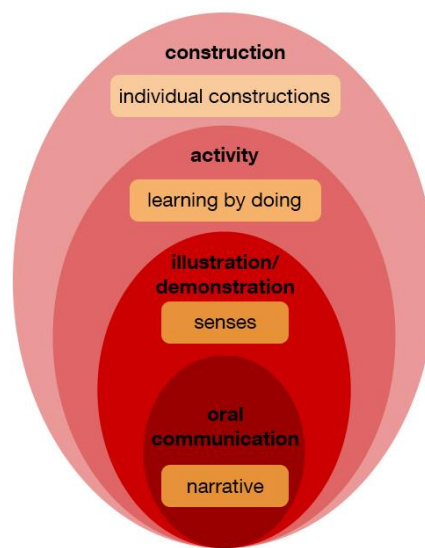 construction
individual constructions
activity
learning by doing
illustration/
demonstration
senses
oral
communication
narrative